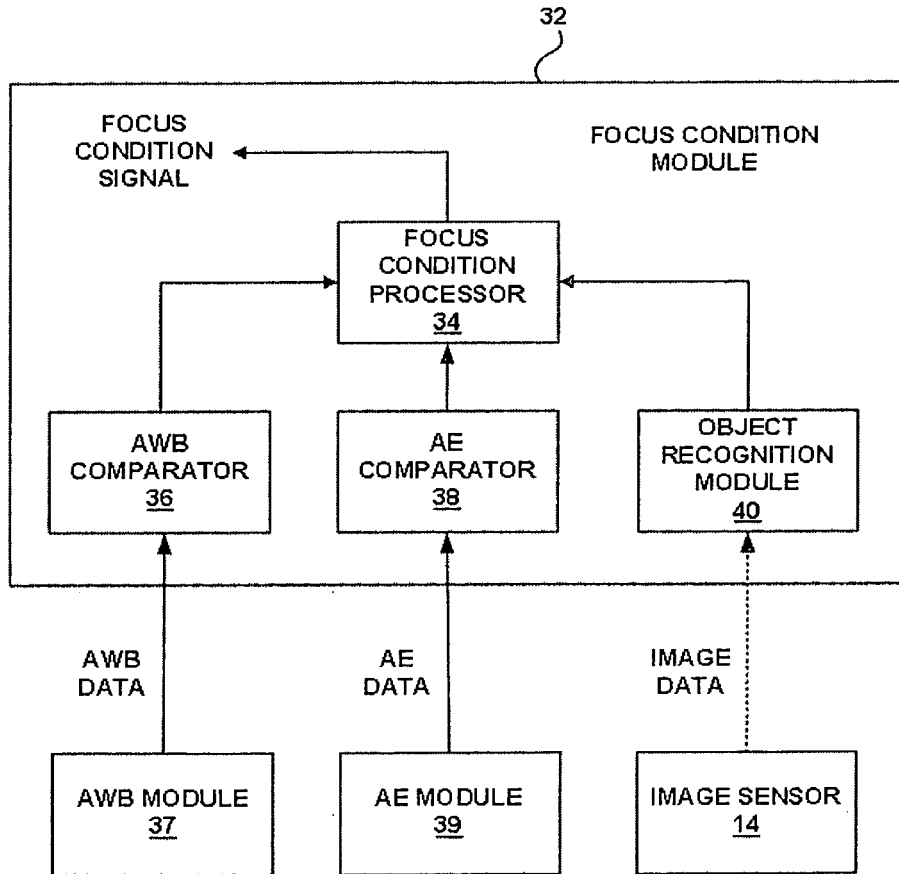 32
FOCUS
CONDITION
SIGNAL
FOCUS CONDITION
MODULE
FOCUS
CONDITION
PROCESSOR
34
AWB
COMPARATOR
36
AE
COMPARATOR
38
OBJECT
RECOGNITION
MODULE
40
AWB
DATA
AE
DATA
IMAGE
DATA
AWB MODULE
37
AE MODULE
39
IMAGE SENSOR
14